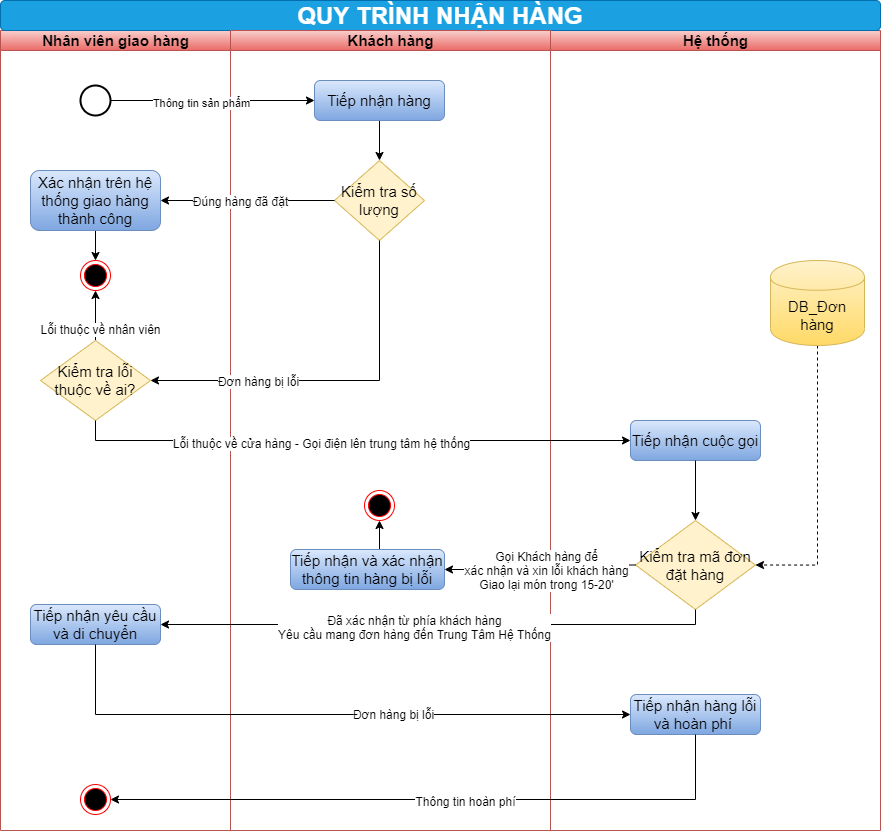 QUY TRÌNH NHẬN HÀNG
Nhân viên giao hàng
Khách hàng
Hệ thống
Thông tin sản phẩm
Tiếp nhận hàng
Xác nhận trên hệ
thống giao hàng
thành công
Đúng hàng đã đặt
Kiểm tra số
lượng
DB_Đơn
hàng
Lỗi thuộc về nhân viên
Kiểm tra lỗi
thuộc về ai?
Đơn hàng bị lỗi
Lỗi thuộc về cửa hàng - Gọi điện lên trung tâm hệ thống
Tiếp nhận cuộc gọi
Tiếp nhận và xác nhận
thông tin hàng bị lỗi
Gọi Khách hàng để
xác nhận và xin lỗi khách hàng
Giao lại món trong 15-20'
Kiểm tra mã đơn
đặt hàng
Tiếp nhận yêu cầu
và di chuyển
Đã xác nhận từ phía khách hàng
Yêu cầu mang đơn hàng đến Trung Tâm Hệ Thống
Đơn hàng bị lỗi
Tiếp nhận hàng lỗi
và hoàn phí
Thông tin hoàn phí